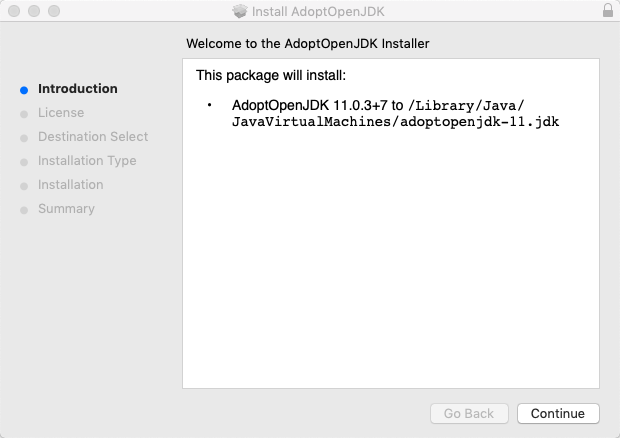 Install AdoptOpenJDK
Welcome to the AdoptOpenJDK Installer
Introduction
License
Destination Select
Installation Type
Installation
Summary
This package will install:
• AdoptOpenJDK 11.0.3+7 to /Library/Java/
JavaVirtualMachines/adoptopenjdk-11.jdk
Go Back
Continue